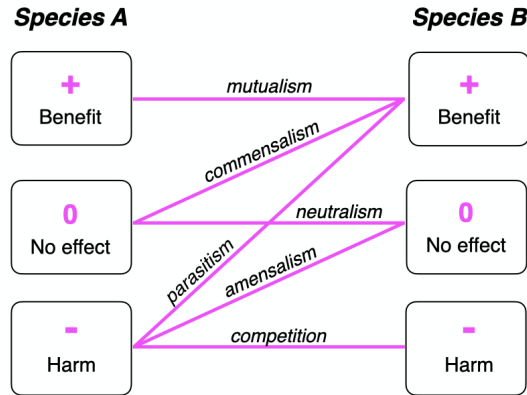 Species A
Species B
+
Benefit
mutualism
+
Benefit
commensalism
0
No effect
neutralism
0
No effect
parasitism
amensalism
-
Harm
competition
-
Harm